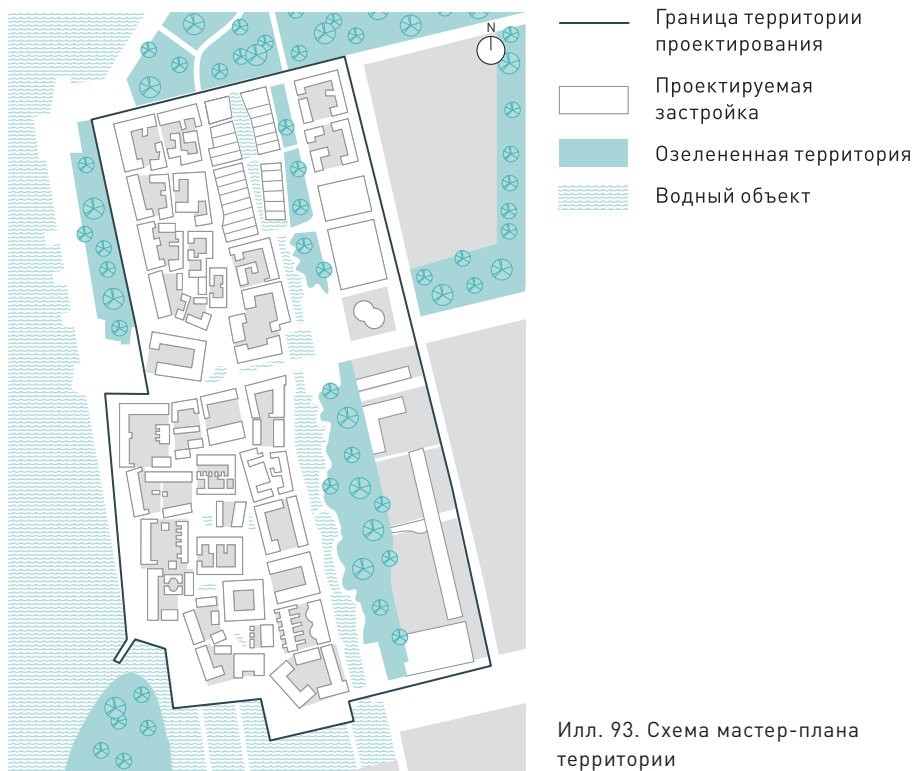 N
Граница территории
проектирования
Проектируемая
застройка
Озелененная территория
Водный объект
Илл. 93. Схема мастер-плана
территории